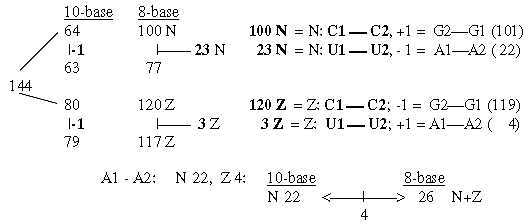 10-base 8-base
64 100 N 100 N = N: C1 — C2, +1 = G2—G1 (101)
-1 23 N 23 N = N: U1 — U2, - 1 = A1—A2 ( 22)
63 77
144
80 120 Z 120 Z = Z: C1 — C2; -1 = G2—G1 (119)
-1 3 Z 3 Z = Z: U1 — U2; +1 = A1—A2 ( 4)
79 117 Z
A1 - A2: N 22, Z 4: 10-base 8-base
N 22 26 N+Z
4